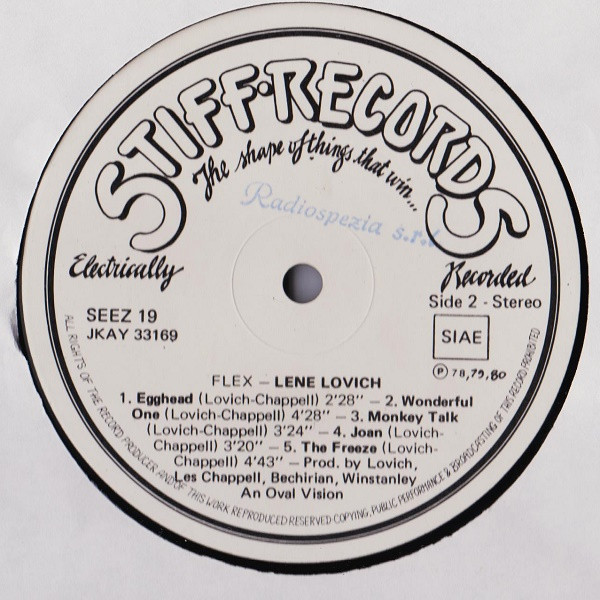 STIFF·RECORDS
The shape of things that win...
Radiospezia s.r.l
Electrically
Recorded
Side 2 - Stereo
SEEZ 19
JKAY 33169
SIAE
℗ 78,79,80
FLEX – LENE LOVICH
1. Egghead (Lovich-Chappell) 2'28'' – 2. Wonderful
One (Lovich-Chappell) 4'28'' – 3. Monkey Talk
(Lovich-Chappell) 3'24'' – 4. Joan (Lovich-
Chappell) 3'20'' – 5. The Freeze (Lovich-
Chappell) 4'43'' – Prod. by Lovich,
Les Chappell, Bechirian, Winstanley
An Oval Vision
ALL RIGHTS OF THE RECORD PRODUCER AND OF THIS WORK REPRODUCED RESERVED·COPYING, PUBLIC PERFORMANCE & BROADCASTING OF THIS RECORD PROHIBITED